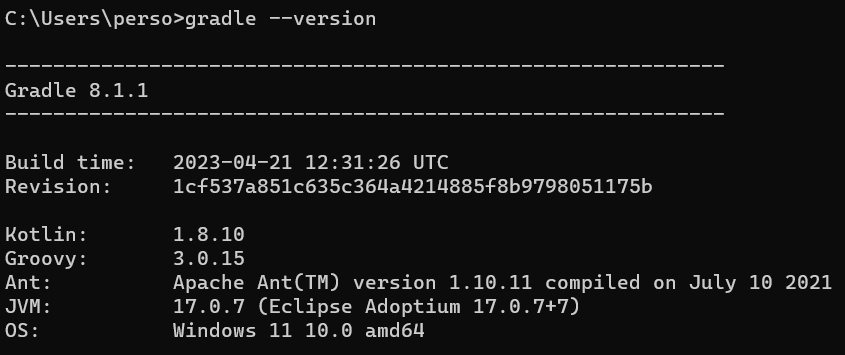 C:\Users\perso>gradle --version
------------------------------------------------------------
Gradle 8.1.1
------------------------------------------------------------
Build time:   2023-04-21 12:31:26 UTC
Revision:     1cf537a851c635c364a4214885f8b9798051175b
Kotlin:       1.8.10
Groovy:       3.0.15
Ant:          Apache Ant(TM) version 1.10.11 compiled on July 10 2021
JVM:          17.0.7 (Eclipse Adoptium 17.0.7+7)
OS:           Windows 11 10.0 amd64